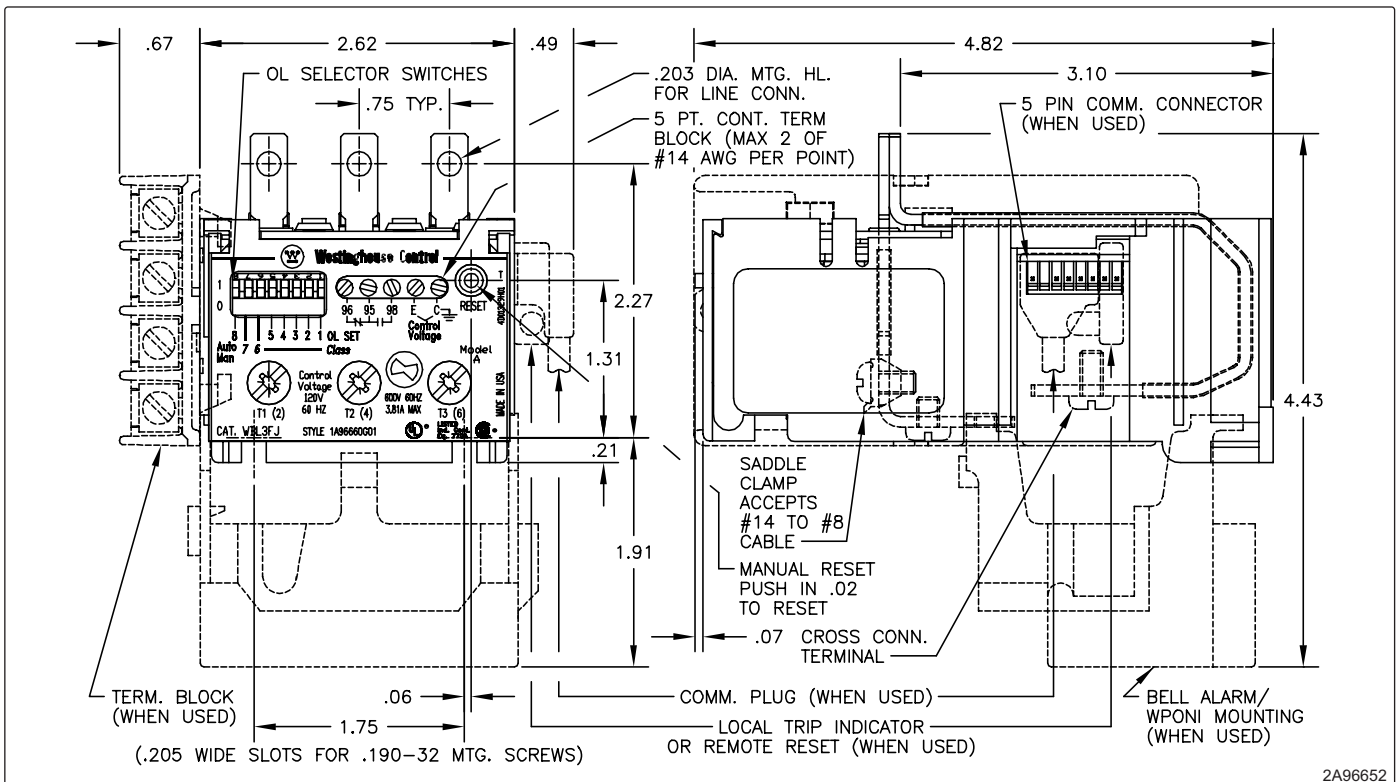 .67
2.62
.49
4.82
3.10
OL SELECTOR SWITCHES
.75 TYP.
.203 DIA. MTG. HL.
FOR LINE CONN.
5 PT. CONT. TERM
BLOCK (MAX 2 OF
#14 AWG PER POINT)
5 PIN COMM. CONNECTOR
(WHEN USED)
W
Westinghouse Control
1
0
8 7 6 5 4 3 2 1 OL SET
Auto
Man
Class
96 95 98 E C
Control
Voltage
RESET
T
Model
A
MADE IN USA
Control
Voltage
120V
60 HZ
600V 60HZ
3.81A MAX
T1 (2)
T2 (4)
T3 (6)
CAT.
STYLE 1A96660G01
UL
LISTED
2.27
1.31
.21
1.91
4.43
SADDLE
CLAMP
ACCEPTS
#14 TO #8
CABLE
MANUAL RESET
PUSH IN .02
TO RESET
.07 CROSS CONN.
TERMINAL
TERM. BLOCK
(WHEN USED)
.06
1.75
(.205 WIDE SLOTS FOR .190-32 MTG. SCREWS)
COMM. PLUG (WHEN USED)
LOCAL TRIP INDICATOR
OR REMOTE RESET (WHEN USED)
BELL ALARM/
WPONI MOUNTING
(WHEN USED)
2A96652